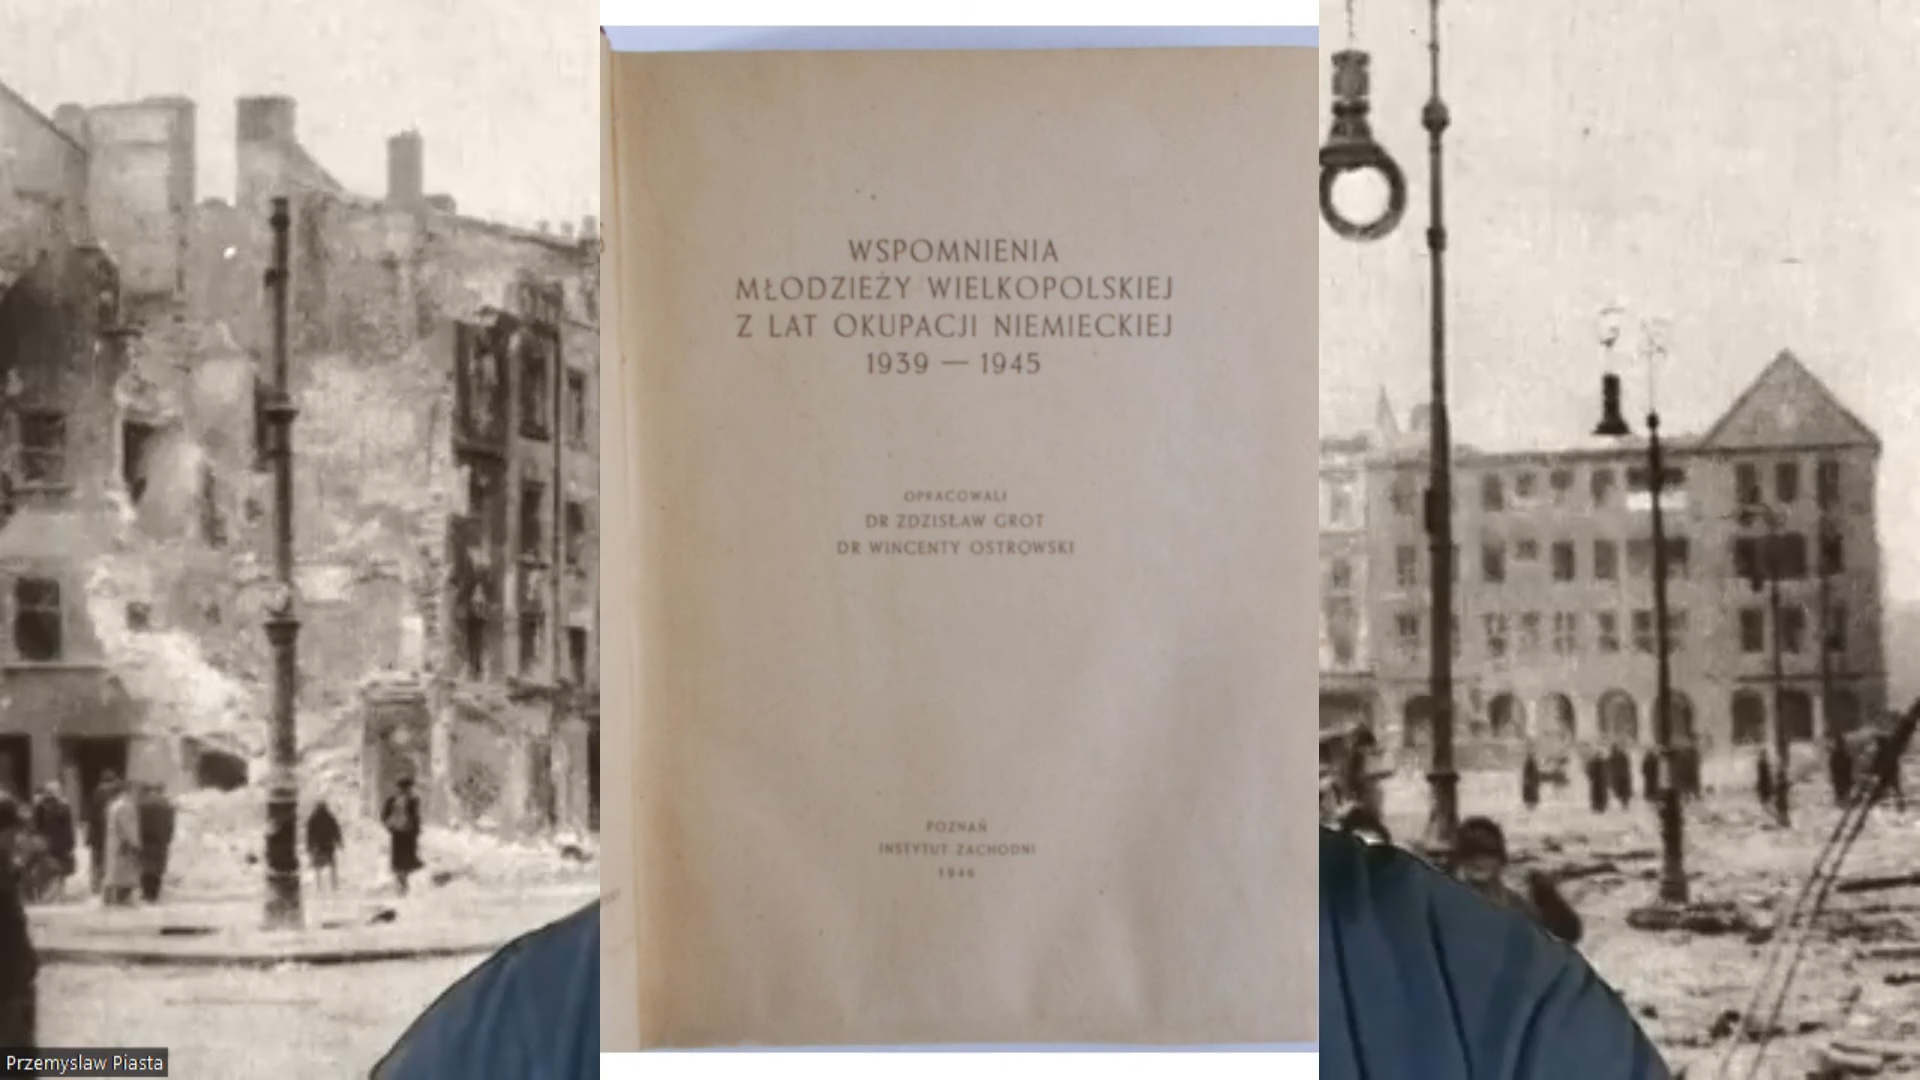 WSPOMNIENIA
MŁODZIEŻY WIELKOPOLSKIEJ
Z LAT OKUPACJI NIEMIECKIEJ
1939 — 1945
OPRACOWALI
DR ZDZISŁAW GROT
DR WINCENTY OSTROWSKI
POZNAŃ
INSTYTUT ZACHODNI
1946
Przemyslaw Piasta